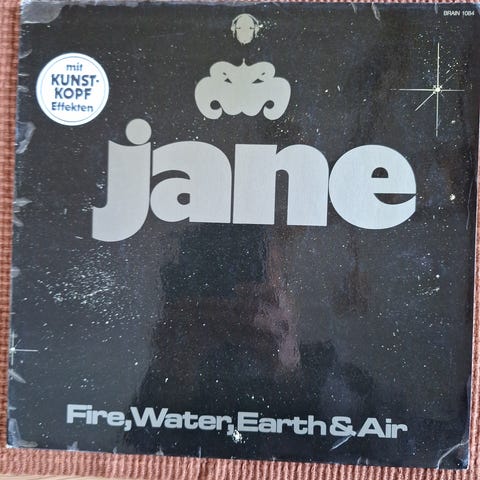 BRAIN 1084
mit
KUNST-
KOPF
Effekten
jane
Fire, Water, Earth & Air